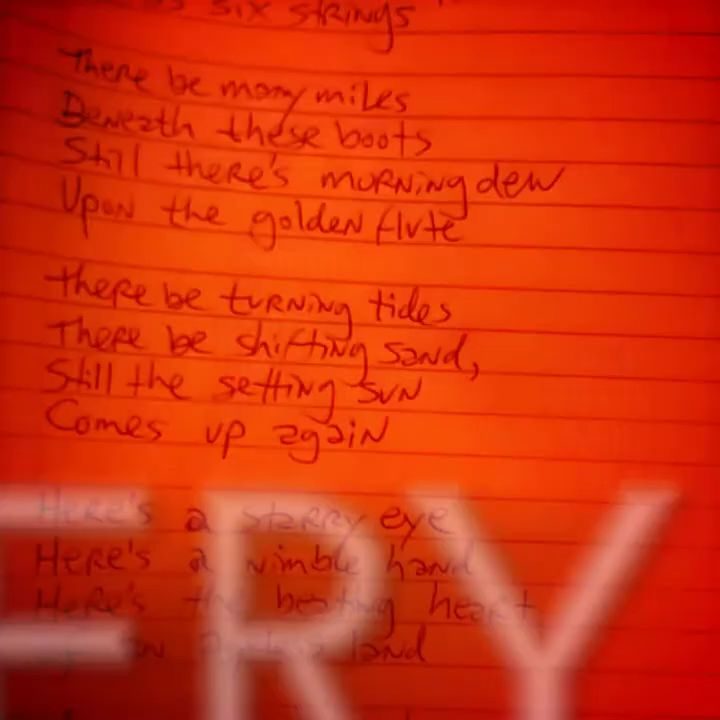 six strings
There be many miles
Beneath these boots
Still there's morning dew
Upon the golden flute
There be turning tides
There be shifting sand,
Still the setting sun
Comes up again
Here's a starry eye
Here's a nimble hand
Here's the beating heart
land
ERY